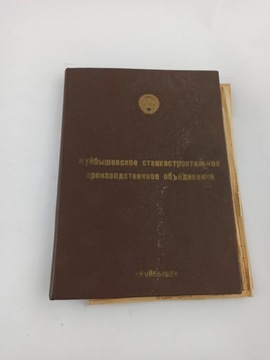 Куйбышевское станкостроительное
производственное объединение
КУЙБЫШЕВ